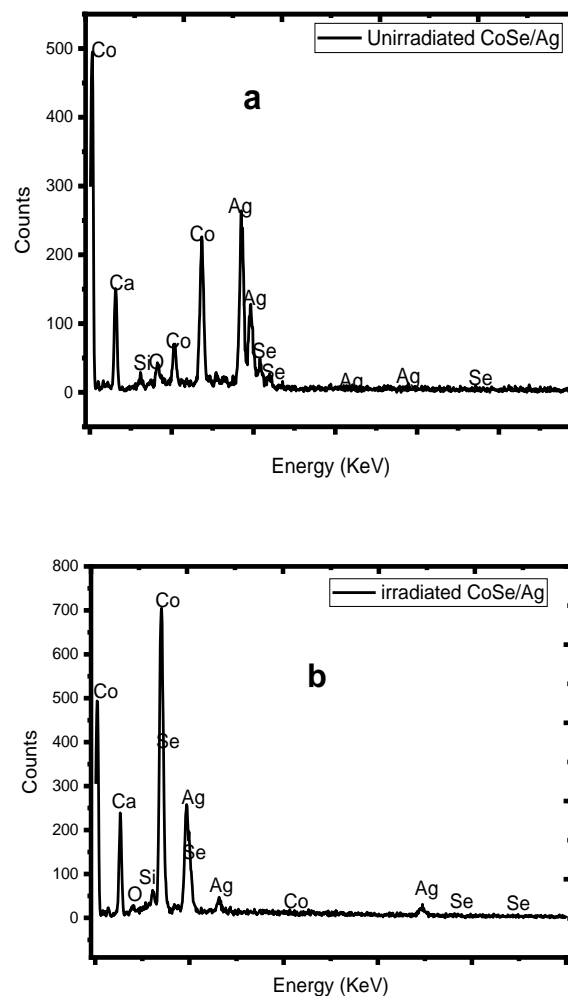 Unirradiated CoSe/Ag
a
Counts
500
400
300
200
100
0
Co
Ca
Si
O
Co
Co
Ag
Ag
Se
Se
Ag
Ag
Se
Energy (KeV)
irradiated CoSe/Ag
b
Counts
800
700
600
500
400
300
200
100
0
Co
Ca
O
Si
Co
Se
Ag
Se
Ag
Co
Ag
Se
Se
Energy (KeV)